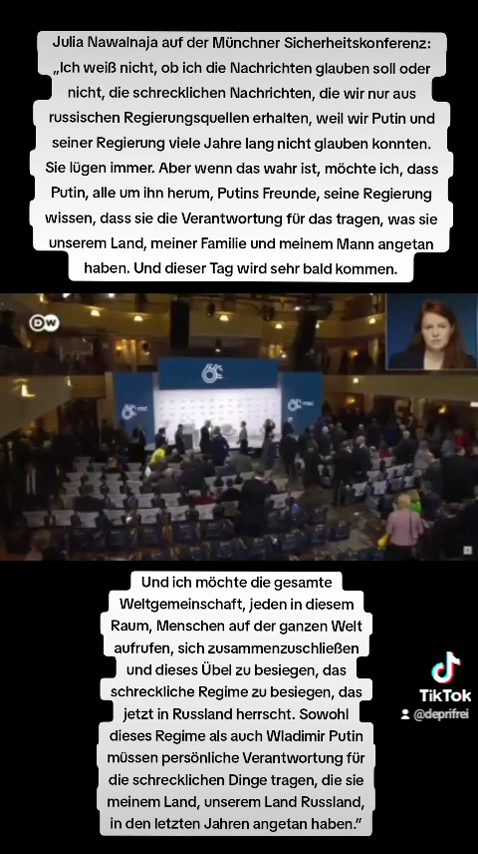 Julia Nawalnaja auf der Münchner Sicherheitskonferenz:
„Ich weiß nicht, ob ich die Nachrichten glauben soll oder
nicht, die schrecklichen Nachrichten, die wir nur aus
russischen Regierungsquellen erhalten, weil wir Putin und
seiner Regierung viele Jahre lang nicht glauben konnten.
Sie lügen immer. Aber wenn das wahr ist, möchte ich, dass
Putin, alle um ihn herum, Putins Freunde, seine Regierung
wissen, dass sie die Verantwortung für das tragen, was sie
unserem Land, meiner Familie und meinem Mann angetan
haben. Und dieser Tag wird sehr bald kommen.
DW
Und ich möchte die gesamte
Weltgemeinschaft, jeden in diesem
Raum, Menschen auf der ganzen Welt
aufrufen, sich zusammenzuschließen
und dieses Übel zu besiegen, das
schreckliche Regime zu besiegen, das
jetzt in Russland herrscht. Sowohl
dieses Regime als auch Wladimir Putin
müssen persönliche Verantwortung für
die schrecklichen Dinge tragen, die sie
meinem Land, unserem Land Russland,
in den letzten Jahren angetan haben.“
TikTok
@deprifrei